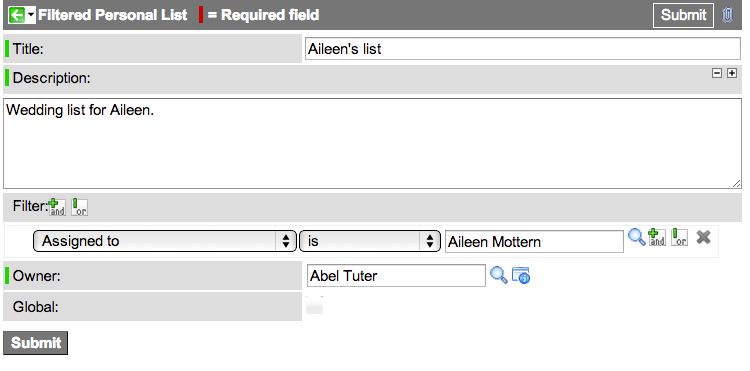 Filtered Personal List = Required field Submit
Title: Aileen's list
Description:
Wedding list for Aileen.
Filter: and or
Assigned to is Aileen Mottern and or
Owner: Abel Tuter
Global:
Submit